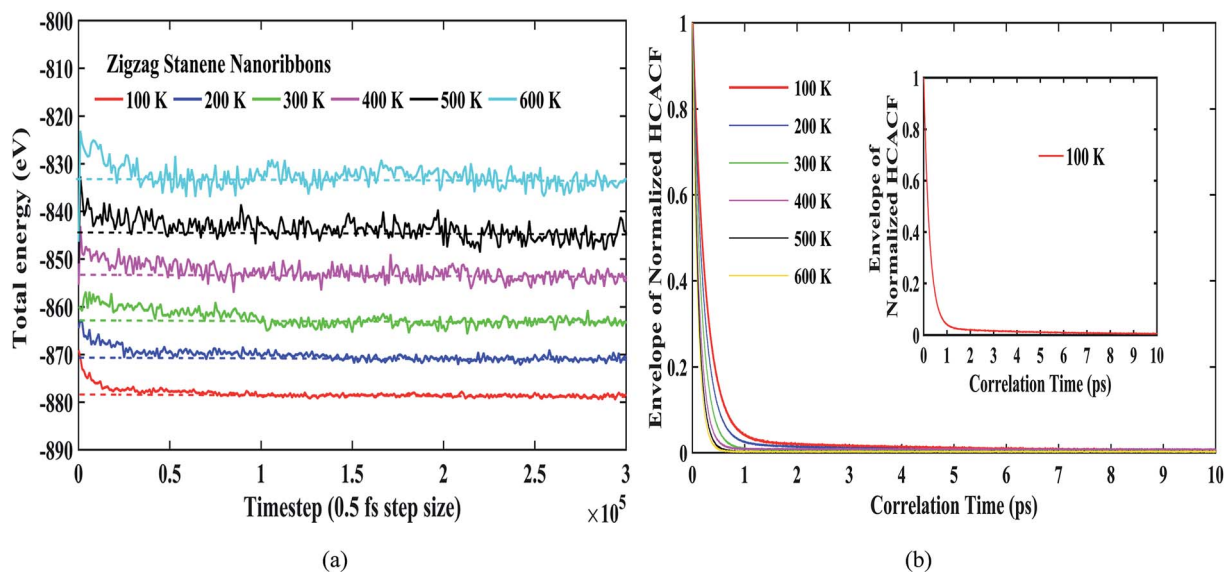 -800
-810
-820
-830
-840
-850
-860
-870
-880
-890
Total energy (eV)
Zigzag Stanene Nanoribbons
100 K 200 K 300 K 400 K 500 K 600 K
0 0.5 1 1.5 2 2.5 3
Timestep (0.5 fs step size)
×10^5
(a)
1
0.8
0.6
0.4
0.2
0
Envelope of Normalized HCACF
100 K
200 K
300 K
400 K
500 K
600 K
0 1 2 3 4 5 6 7 8 9 10
Correlation Time (ps)
1
0.8
0.6
0.4
0.2
0
Envelope of
Normalized HCACF
100 K
0 1 2 3 4 5 6 7 8 9 10
Correlation Time (ps)
(b)